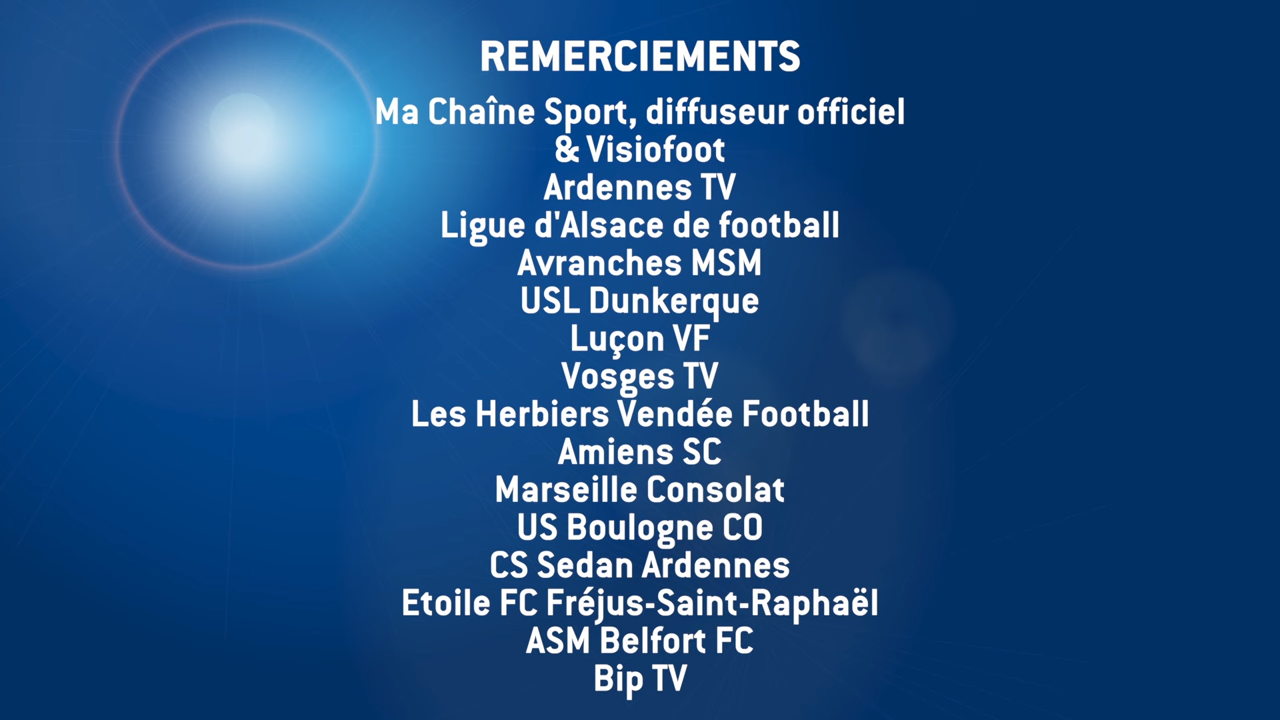 REMERCIEMENTS
Ma Chaîne Sport, diffuseur officiel
& Visiofoot
Ardennes TV
Ligue d'Alsace de football
Avranches MSM
USL Dunkerque
Luçon VF
Vosges TV
Les Herbiers Vendée Football
Amiens SC
Marseille Consolat
US Boulogne CO
CS Sedan Ardennes
Etoile FC Fréjus-Saint-Raphaël
ASM Belfort FC
Bip TV